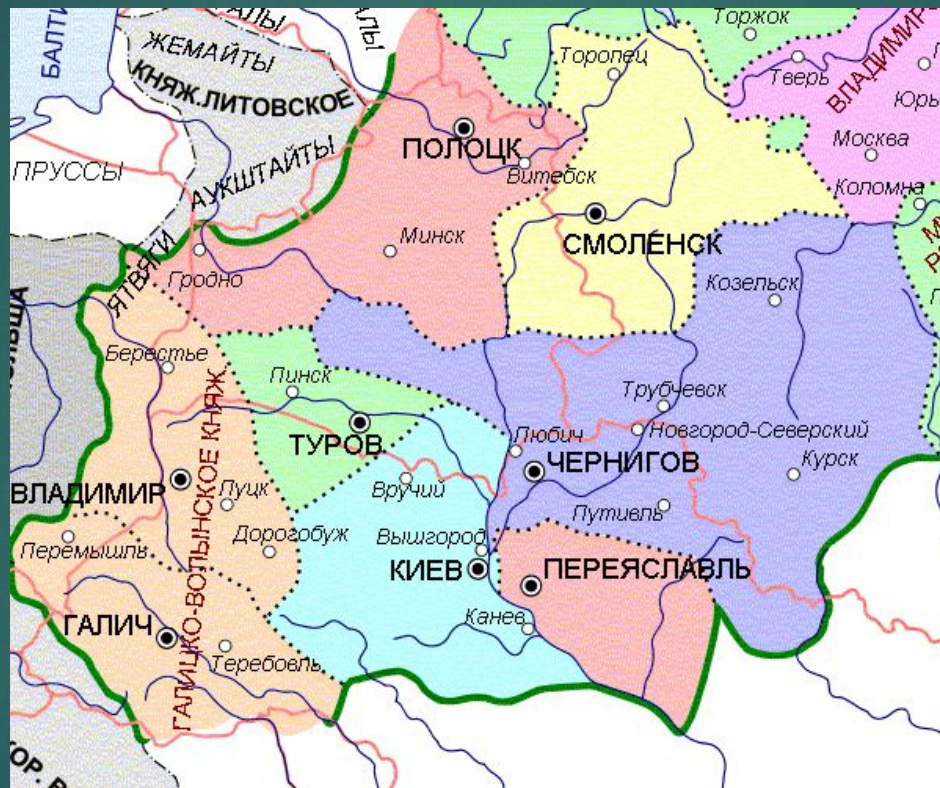 ЖЕМАЙТЫ
КНЯЖ.ЛИТОВСКОЕ
АУКШТАЙТЫ
ПРУССЫ
ЯТВЯГИ
Торопец
Торжок
Тверь
Москва
Коломна
ПОЛОЦК
Витебск
СМОЛЕНСК
Минск
Гродно
Козельск
Берестье
Пинск
ТУРОВ
Трубчевск
Новгород-Северский
Любич
ЧЕРНИГОВ
Курск
Путивль
ВЛАДИМИР
Луцк
Вручий
Перемышль
Дорогобуж
Вышгород
КИЕВ
ПЕРЕЯСЛАВЛЬ
Канев
ГАЛИЧ
Теребовль
ГАЛИЦКО-ВОЛЫНСКОЕ КНЯЖ.
ВЛАДИМИР